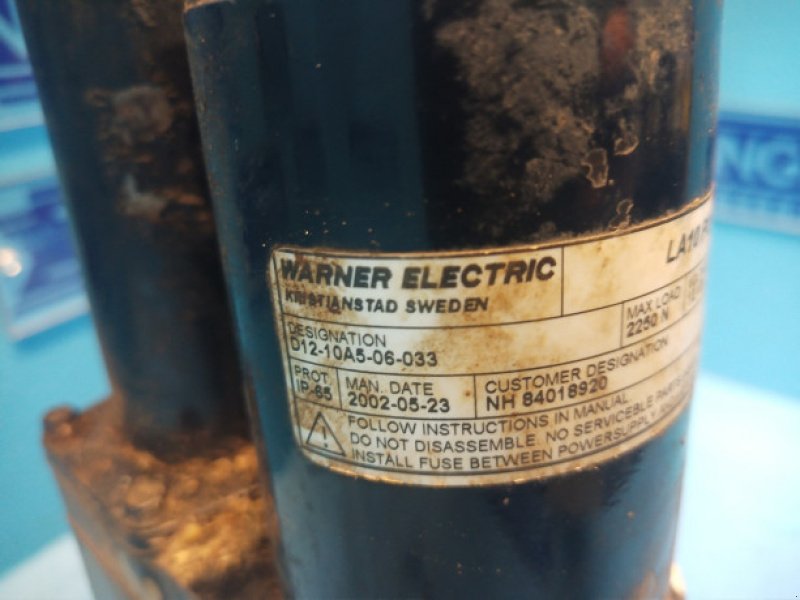 WARNER ELECTRIC
KRISTIANSTAD SWEDEN
LA10
DESIGNATION
D12-10A5-06-033
MAX LOAD
2250 N
PROT.
IP-65
MAN. DATE
2002-05-23
CUSTOMER DESIGNATION
NH 84018920
FOLLOW INSTRUCTIONS IN MANUAL
DO NOT DISASSEMBLE. NO SERVICEBLE
INSTALL FUSE BETWEEN POWERSUPPLY
NG